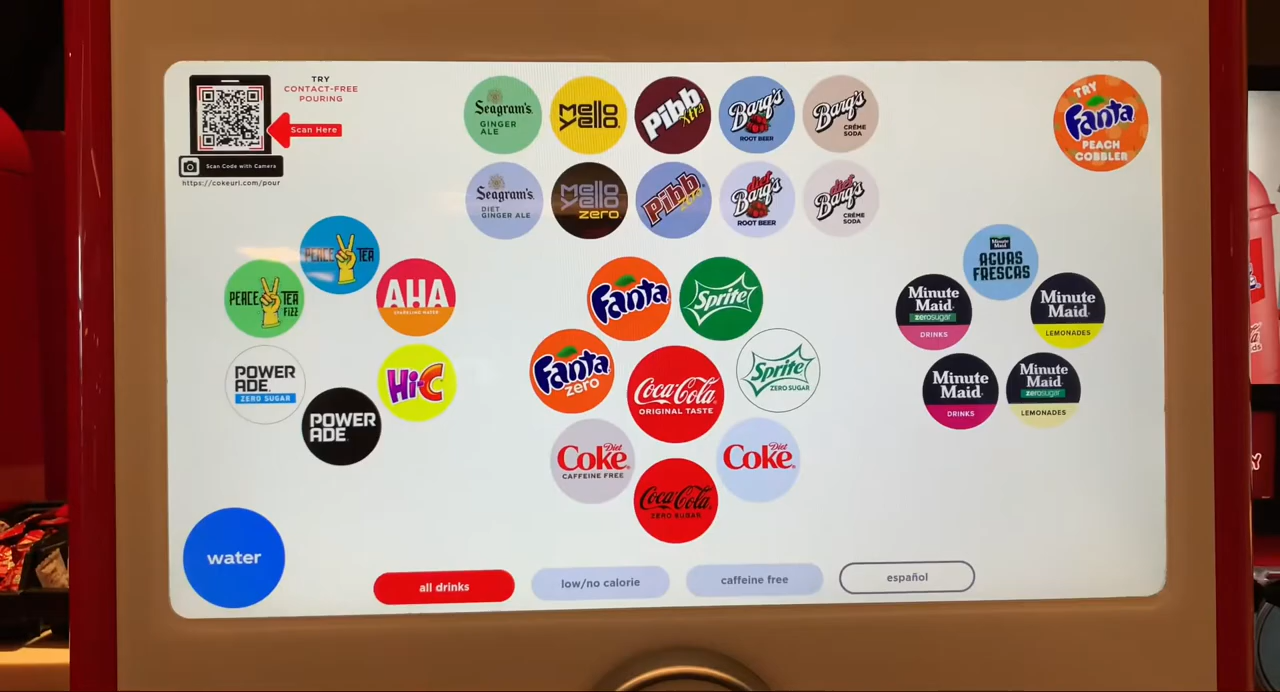 TRY
CONTACT-FREE
POURING
Scan Here
Scan Code with Camera
https://cokeurl.com/pour
Seagram's
GINGER
ALE
mello
yello
Pibb
Xtra
Barq's
ROOT BEER
Barq's
CRÈME
SODA
TRY
Fanta
PEACH
COBBLER
Seagram's
DIET
GINGER ALE
mello
yello
zero
Pibb
zero
diet
Barq's
ROOT BEER
diet
Barq's
CRÈME
SODA
PEACE TEA
PEACE TEA
FIZZ
AHA
SPARKLING WATER
POWER
ADE
ZERO SUGAR
Hi-C
POWER
ADE
Fanta
Sprite
Fanta
zero
Coca-Cola
ORIGINAL TASTE
Sprite
ZERO SUGAR
Diet
Coke
CAFFEINE FREE
Diet
Coke
Coca-Cola
ZERO SUGAR
Minute
Maid
AGUAS
FRESCAS
Minute
Maid
zerosugar
DRINKS
Minute
Maid
LEMONADES
Minute
Maid
DRINKS
Minute
Maid
zerosugar
LEMONADES
water
all drinks
low/no calorie
caffeine free
español